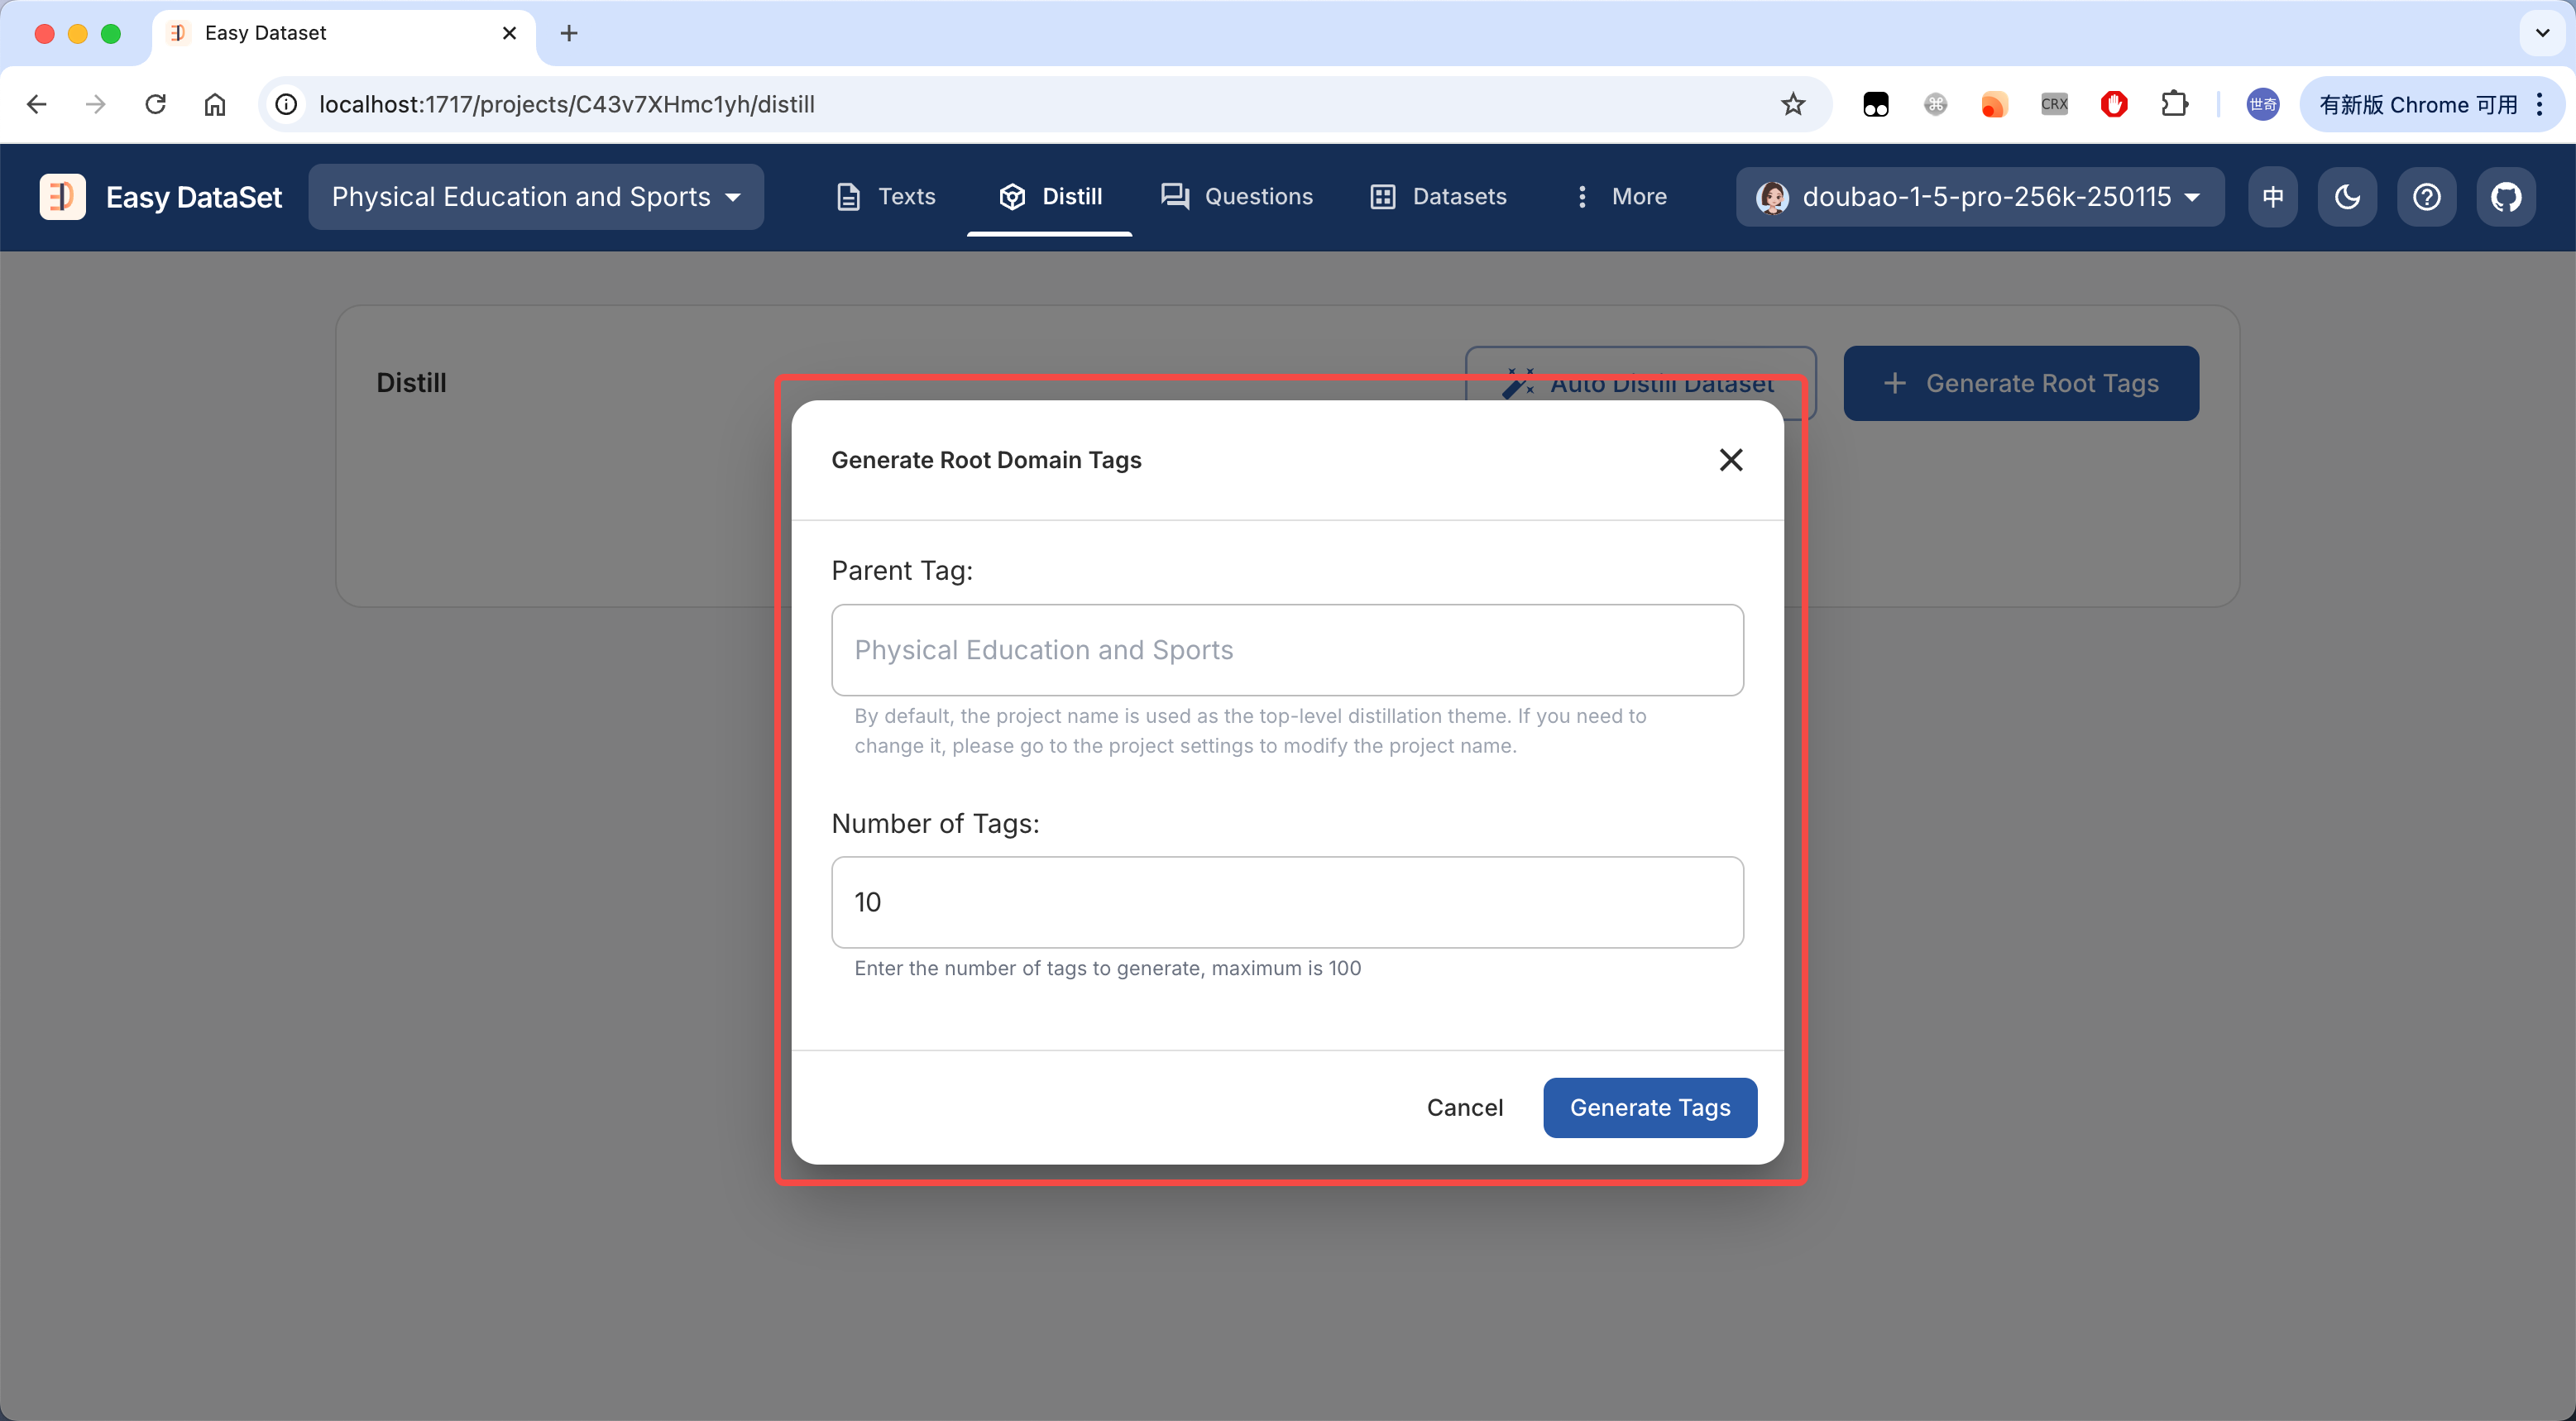 Easy Dataset
localhost:1717/projects/C43v7XHmc1yh/distill
CRX
世奇
有新版 Chrome 可用
Easy DataSet
Physical Education and Sports
Texts
Distill
Questions
Datasets
More
doubao-1-5-pro-256k-250115
中
Distill
Auto Distill Dataset
Generate Root Tags
Generate Root Domain Tags
Parent Tag:
Physical Education and Sports
By default, the project name is used as the top-level distillation theme. If you need to
change it, please go to the project settings to modify the project name.
Number of Tags:
10
Enter the number of tags to generate, maximum is 100
Cancel
Generate Tags